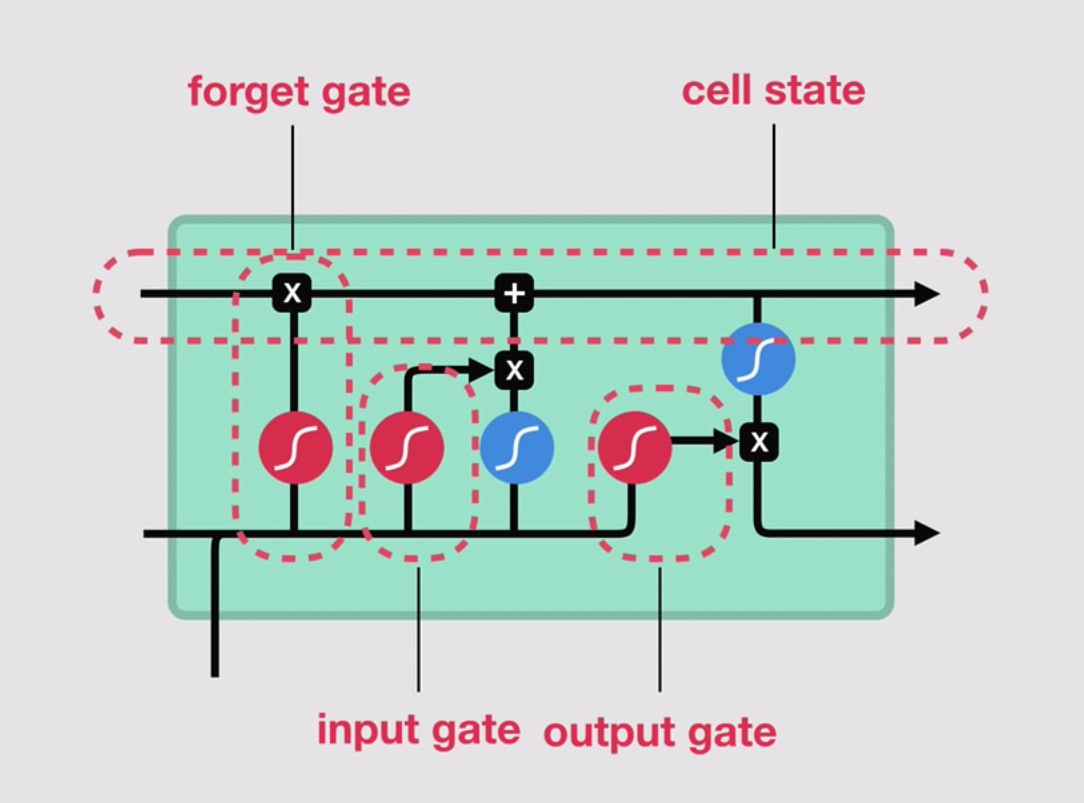 forget gate
cell state
X
+
X
X
input gate
output gate